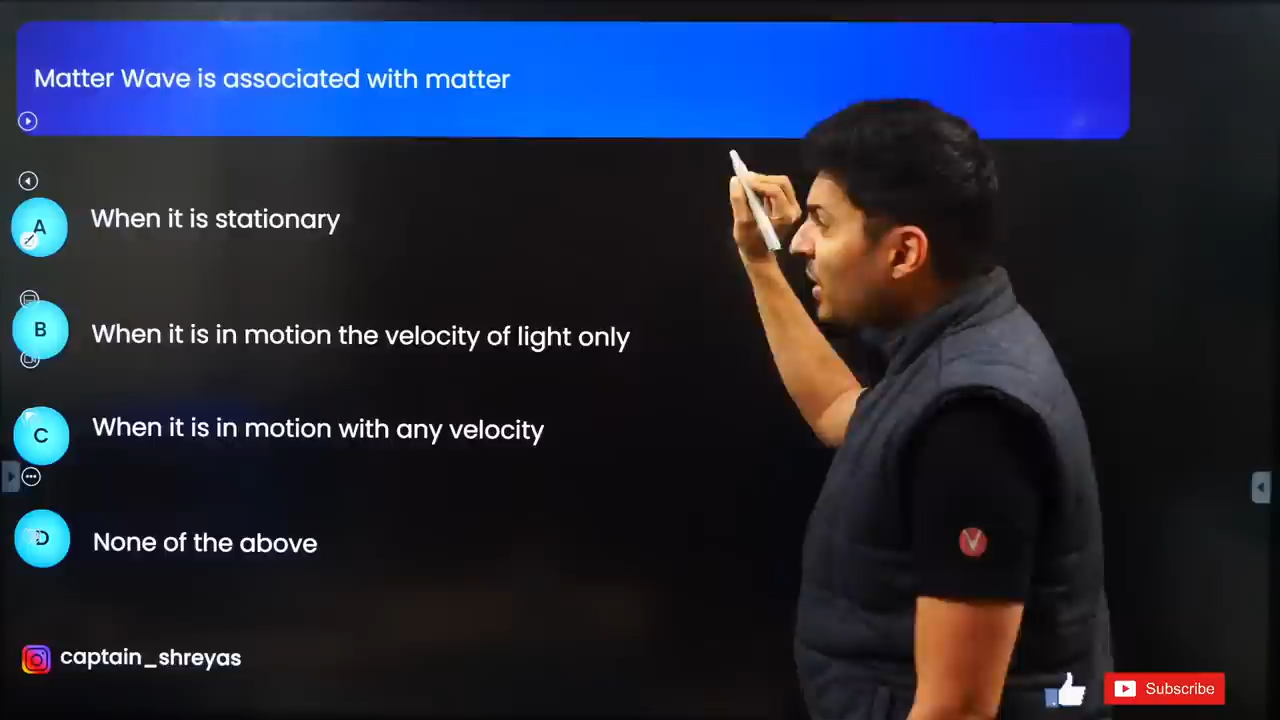 Matter Wave is associated with matter
A When it is stationary
B When it is in motion the velocity of light only
C When it is in motion with any velocity
D None of the above
captain_shreyas
V
Subscribe